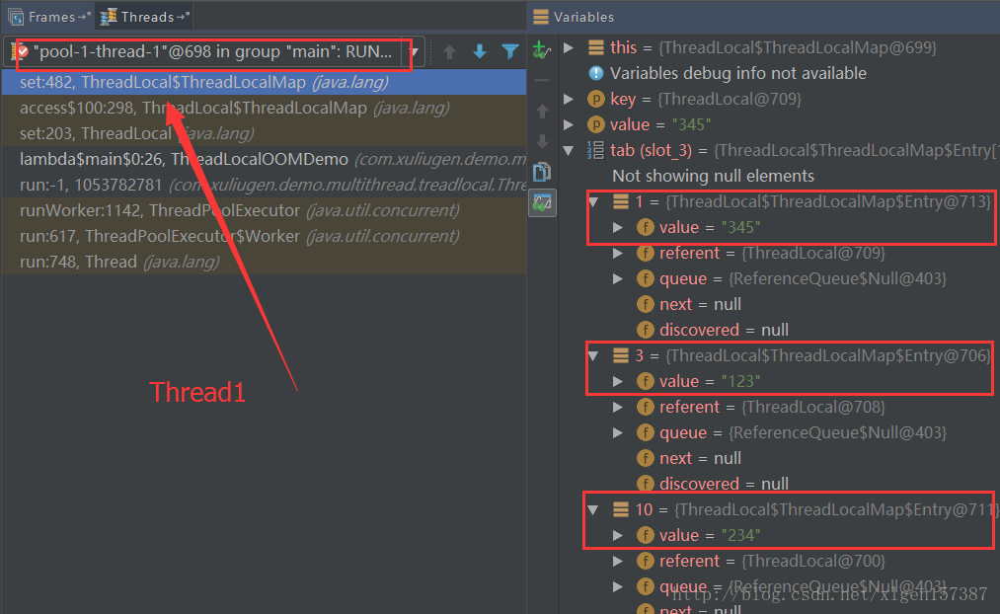 Frames
Threads
"pool-1-thread-1"@698 in group "main": RUN...
set:482, ThreadLocal$ThreadLocalMap (java.lang)
access$100:298, ThreadLocal$ThreadLocalMap (java.lang)
set:203, ThreadLocal (java.lang)
lambda$main$0:26, ThreadLocalOOMDemo (com.xuliugen.demo.m
run:-1, 1053782781 (com.xuliugen.demo.multithread.treadlocal.Thre
runWorker:1142, ThreadPoolExecutor (java.util.concurrent)
run:617, ThreadPoolExecutor$Worker (java.util.concurrent)
run:748, Thread (java.lang)
Thread1
Variables
this = {ThreadLocal$ThreadLocalMap@699}
Variables debug info not available
key = {ThreadLocal@709}
value = "345"
tab (slot_3) = {ThreadLocal$ThreadLocalMap$Entry[1
Not showing null elements
1 = {ThreadLocal$ThreadLocalMap$Entry@713}
value = "345"
referent = {ThreadLocal@709}
queue = {ReferenceQueue$Null@403}
next = null
discovered = null
3 = {ThreadLocal$ThreadLocalMap$Entry@706}
value = "123"
referent = {ThreadLocal@708}
queue = {ReferenceQueue$Null@403}
next = null
discovered = null
10 = {ThreadLocal$ThreadLocalMap$Entry@711}
value = "234"
referent = {ThreadLocal@700}
queue = {ReferenceQueue$Null@403}
next = null